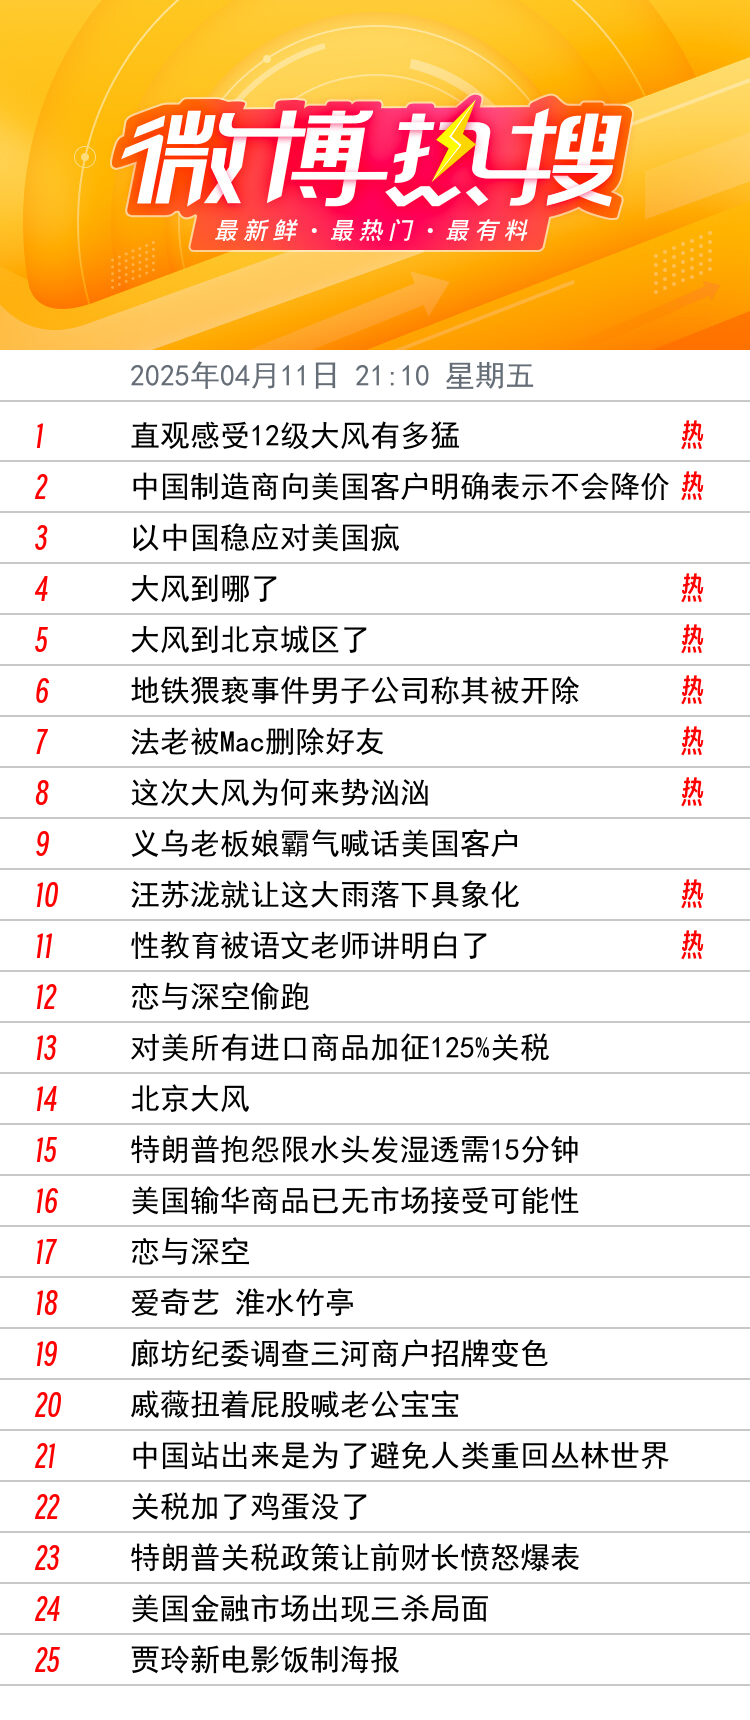 微博热搜
最新鲜·最热门·最有料
2025年04月11日 21:10 星期五
1 直观感受12级大风有多猛 热
2 中国制造商向美国客户明确表示不会降价 热
3 以中国稳应对美国疯
4 大风到哪了 热
5 大风到北京城区了 热
6 地铁猥亵事件男子公司称其被开除 热
7 法老被Mac删除好友 热
8 这次大风为何来势汹汹 热
9 义乌老板娘霸气喊话美国客户
10 汪苏泷就让这大雨落下具象化 热
11 性教育被语文老师讲明白了 热
12 恋与深空偷跑
13 对美所有进口商品加征125%关税
14 北京大风
15 特朗普抱怨限水头发湿透需15分钟
16 美国输华商品已无市场接受可能性
17 恋与深空
18 爱奇艺 淮水竹亭
19 廊坊纪委调查三河商户招牌变色
20 戚薇扭着屁股喊老公宝宝
21 中国站出来是为了避免人类重回丛林世界
22 关税加了鸡蛋没了
23 特朗普关税政策让前财长愤怒爆表
24 美国金融市场出现三杀局面
25 贾玲新电影饭制海报